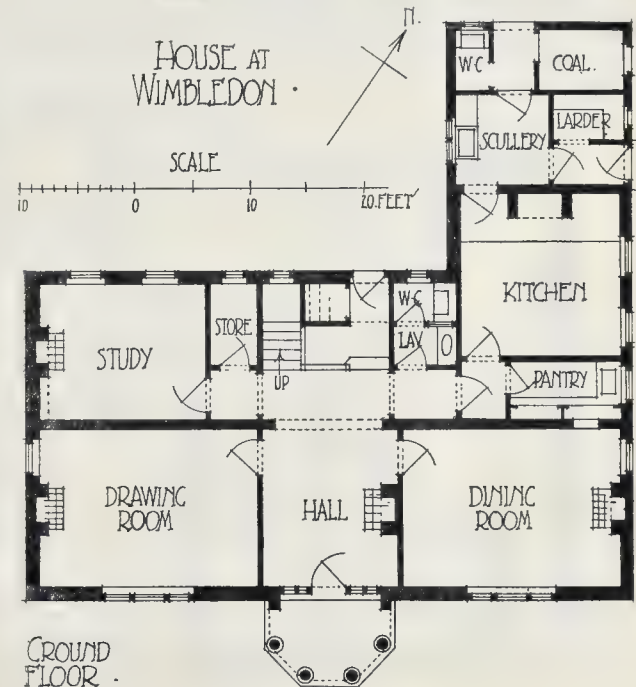 HOUSE AT
WIMBLEDON .
N.
SCALE
10 0 10 20. FEET
W·C
COAL.
SCULLERY
LARDER
KITCHEN
PANTRY
W·C
LAV
STORE
UP
STUDY
DRAWING
ROOM
HALL
DINING
ROOM
GROUND
FLOOR .